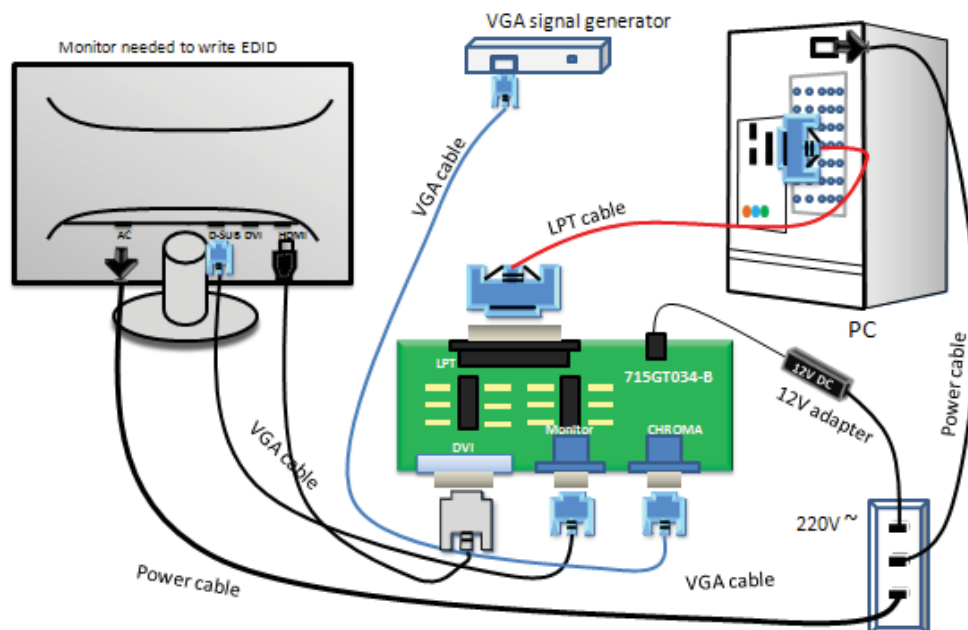 VGA signal generator
Monitor needed to write EDID
AC
D-SUB
DVI
HDMI
VGA cable
LPT cable
PC
LPT
715GT034-B
12V DC
12V adapter
Power cable
Monitor
CHROMA
DVI
VGA cable
220V ~
Power cable
VGA cable